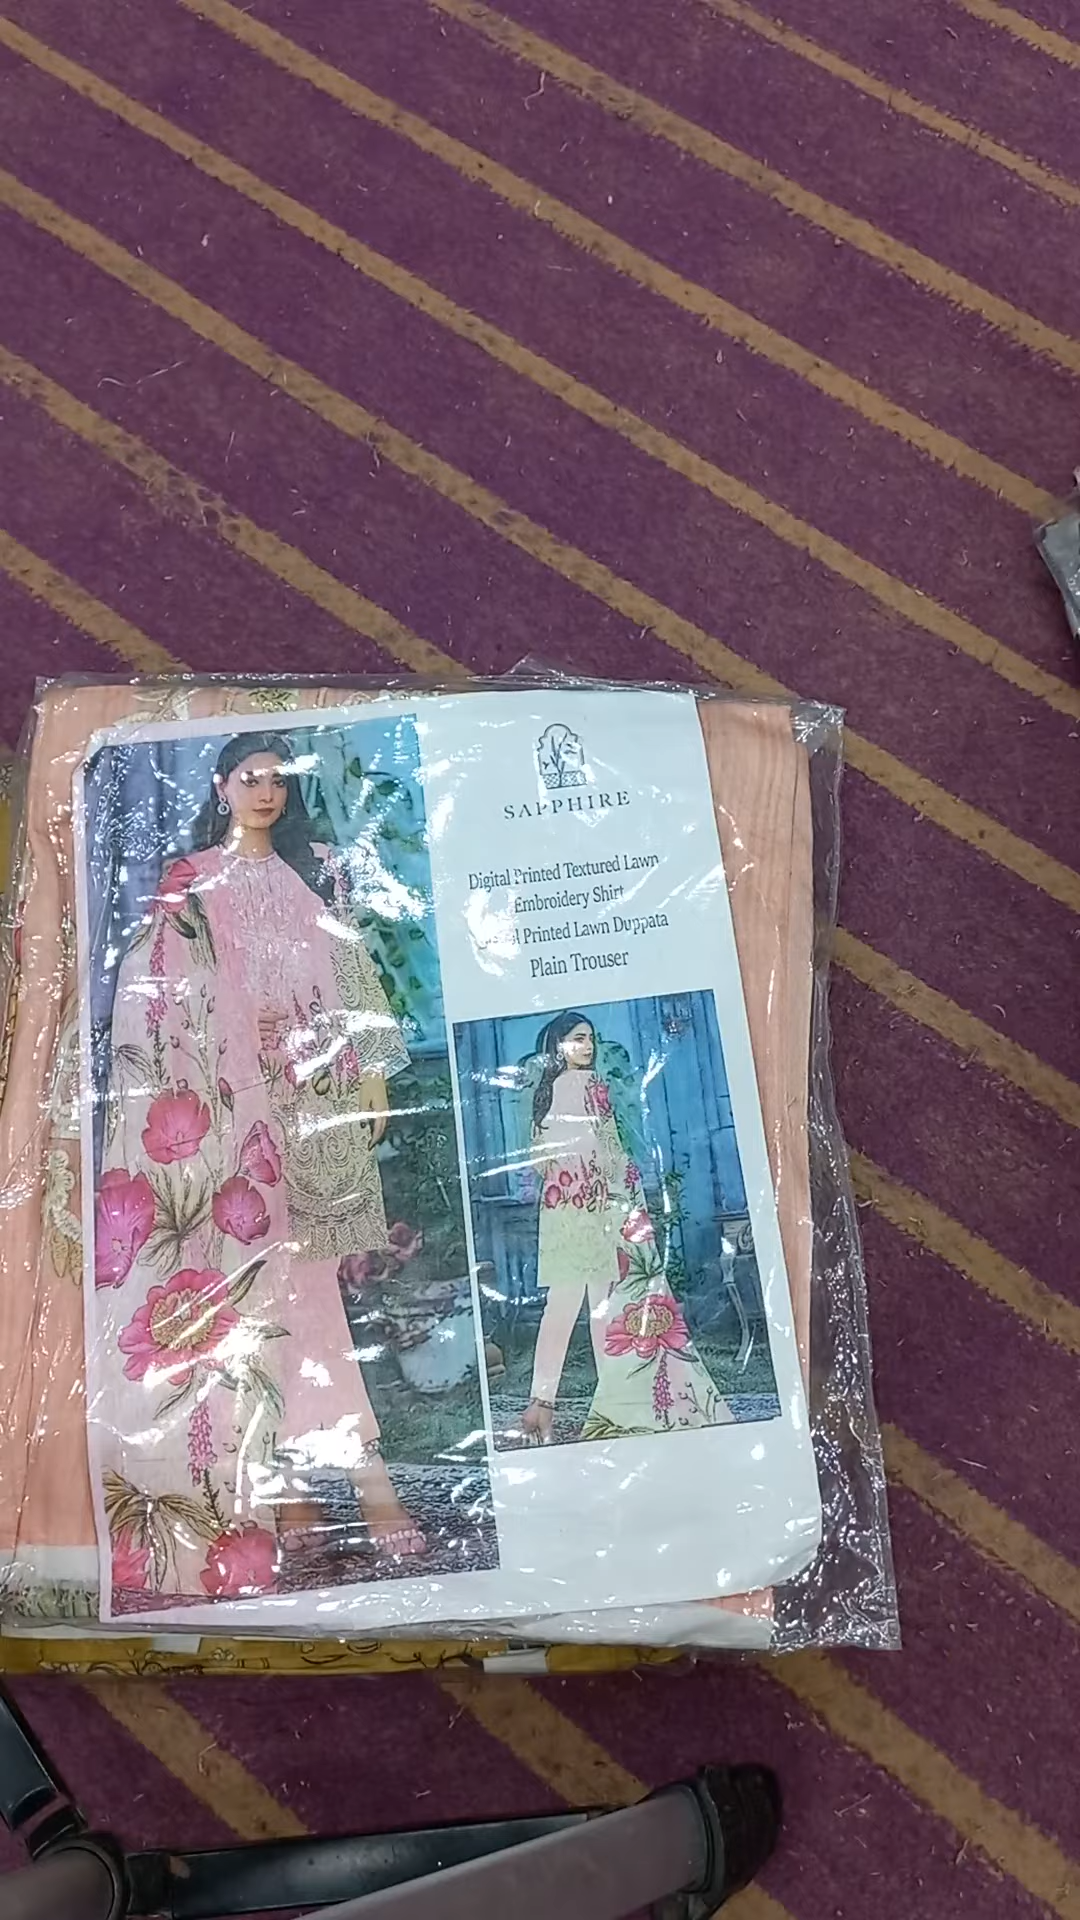 SAPPHIRE
Digital Printed Textured Lawn
Embroidery Shirt
Printed Lawn Duppata
Plain Trouser